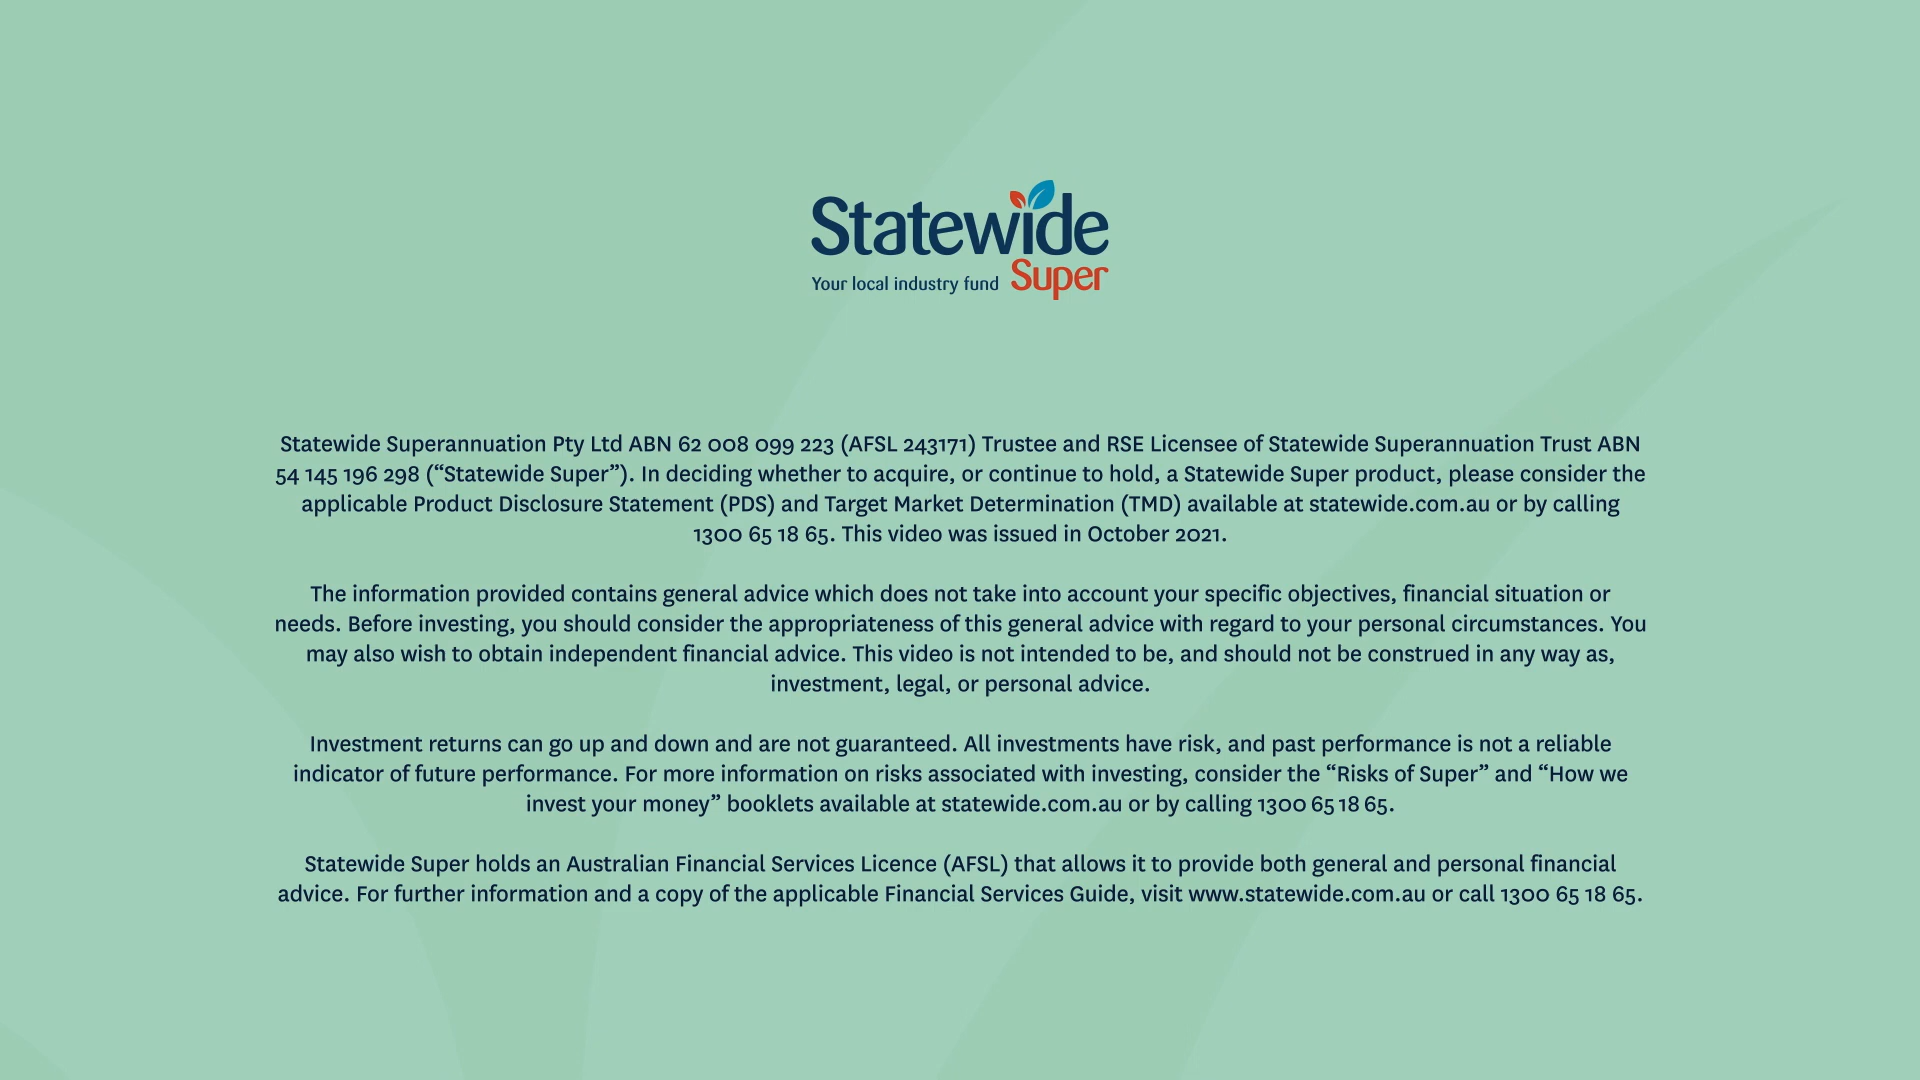 Statewide
Your local industry fund Super
Statewide Superannuation Pty Ltd ABN 62 008 099 223 (AFSL 243171) Trustee and RSE Licensee of Statewide Superannuation Trust ABN
54 145 196 298 (“Statewide Super”). In deciding whether to acquire, or continue to hold, a Statewide Super product, please consider the
applicable Product Disclosure Statement (PDS) and Target Market Determination (TMD) available at statewide.com.au or by calling
1300 65 18 65. This video was issued in October 2021.
The information provided contains general advice which does not take into account your specific objectives, financial situation or
needs. Before investing, you should consider the appropriateness of this general advice with regard to your personal circumstances. You
may also wish to obtain independent financial advice. This video is not intended to be, and should not be construed in any way as,
investment, legal, or personal advice.
Investment returns can go up and down and are not guaranteed. All investments have risk, and past performance is not a reliable
indicator of future performance. For more information on risks associated with investing, consider the “Risks of Super” and “How we
invest your money” booklets available at statewide.com.au or by calling 1300 65 18 65.
Statewide Super holds an Australian Financial Services Licence (AFSL) that allows it to provide both general and personal financial
advice. For further information and a copy of the applicable Financial Services Guide, visit www.statewide.com.au or call 1300 65 18 65.